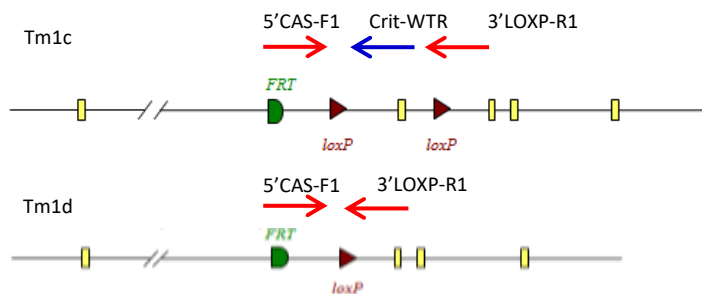 Tm1c
5'CAS-F1 Crit-WTR 3'LOXP-R1
FRT
loxP loxP
Tm1d
5'CAS-F1 3'LOXP-R1
FRT
loxP